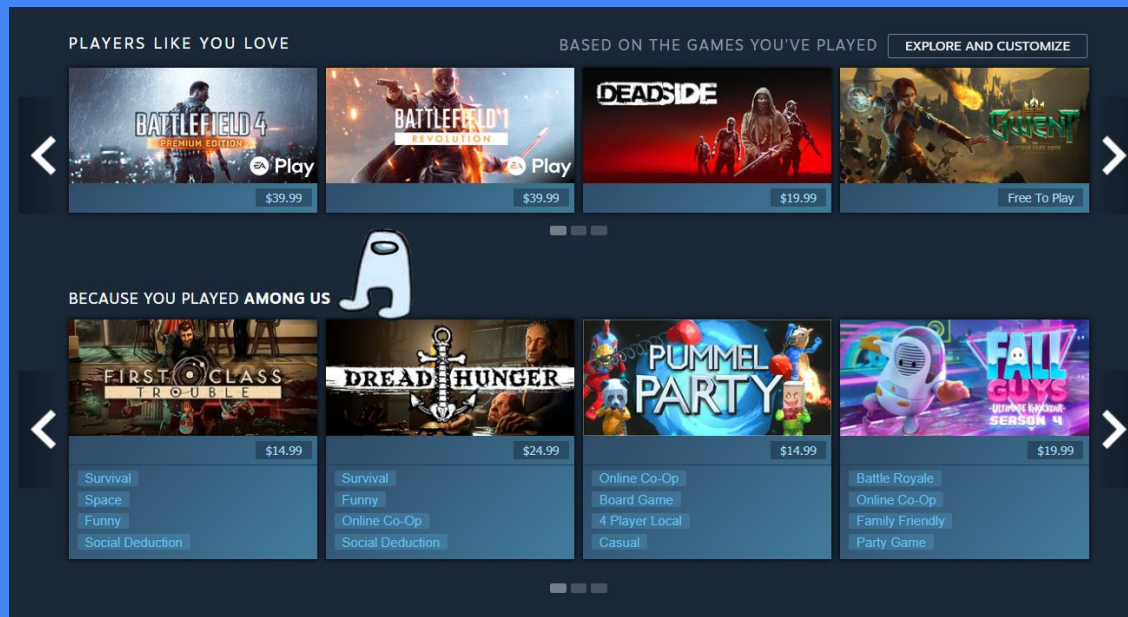 PLAYERS LIKE YOU LOVE
BASED ON THE GAMES YOU'VE PLAYED EXPLORE AND CUSTOMIZE
BATTLEFIELD 4
PREMIUM EDITION
EA Play
$39.99
BATTLEFIELD 1
REVOLUTION
EA Play
$39.99
DEADSIDE
$19.99
GWENT
Free To Play
BECAUSE YOU PLAYED AMONG US
FIRST CLASS
TROUBLE
$14.99
Survival
Space
Funny
Social Deduction
DREAD HUNGER
$24.99
Survival
Funny
Online Co-Op
Social Deduction
PUMMEL
PARTY
$14.99
Online Co-Op
Board Game
4 Player Local
Casual
FALL
GUYS
ULTIMATE KNOCKOUT
SEASON 4
$19.99
Battle Royale
Online Co-Op
Family Friendly
Party Game